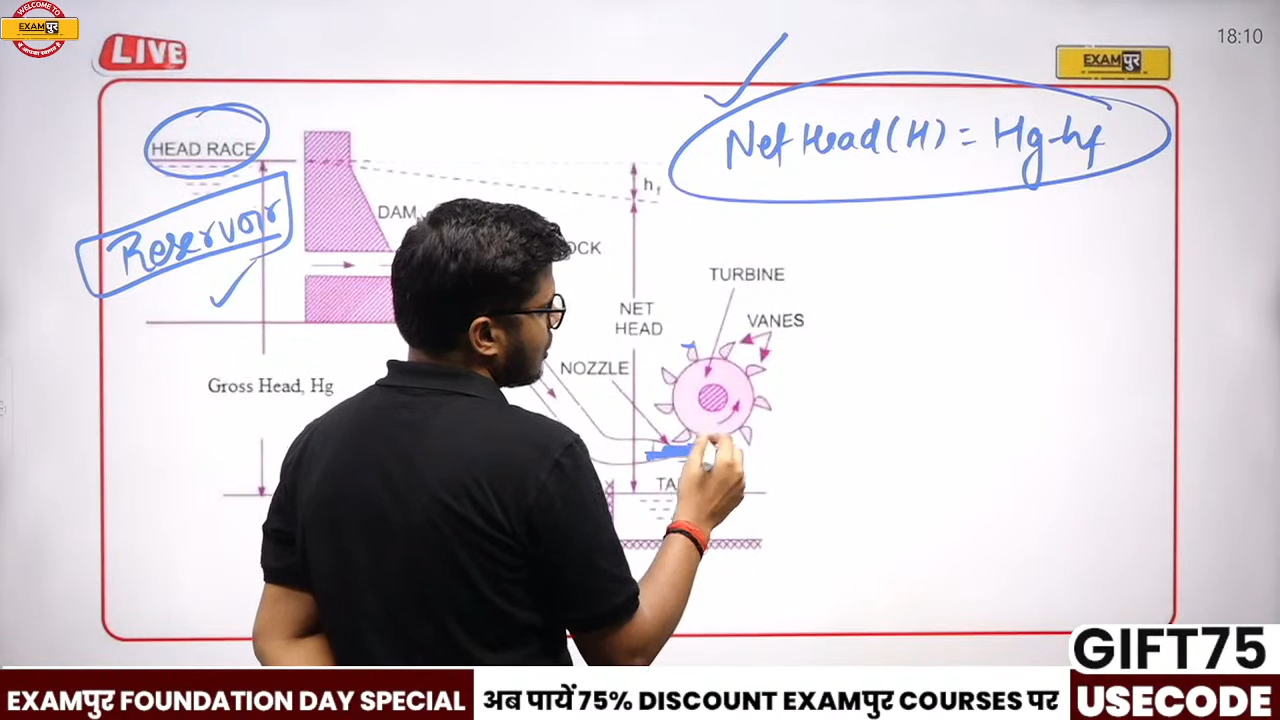 WELCOME TO
EXAMपुर
LIVE
18:10
EXAMपुर
Net Head (H) = Hg-hf
HEAD RACE
Reservoir
DAM
hf
OCK
TURBINE
NET
HEAD
VANES
NOZZLE
Gross Head, Hg
TA
GIFT75
EXAMपुर FOUNDATION DAY SPECIAL
अब पायें 75% DISCOUNT EXAMपुर COURSES पर
USECODE